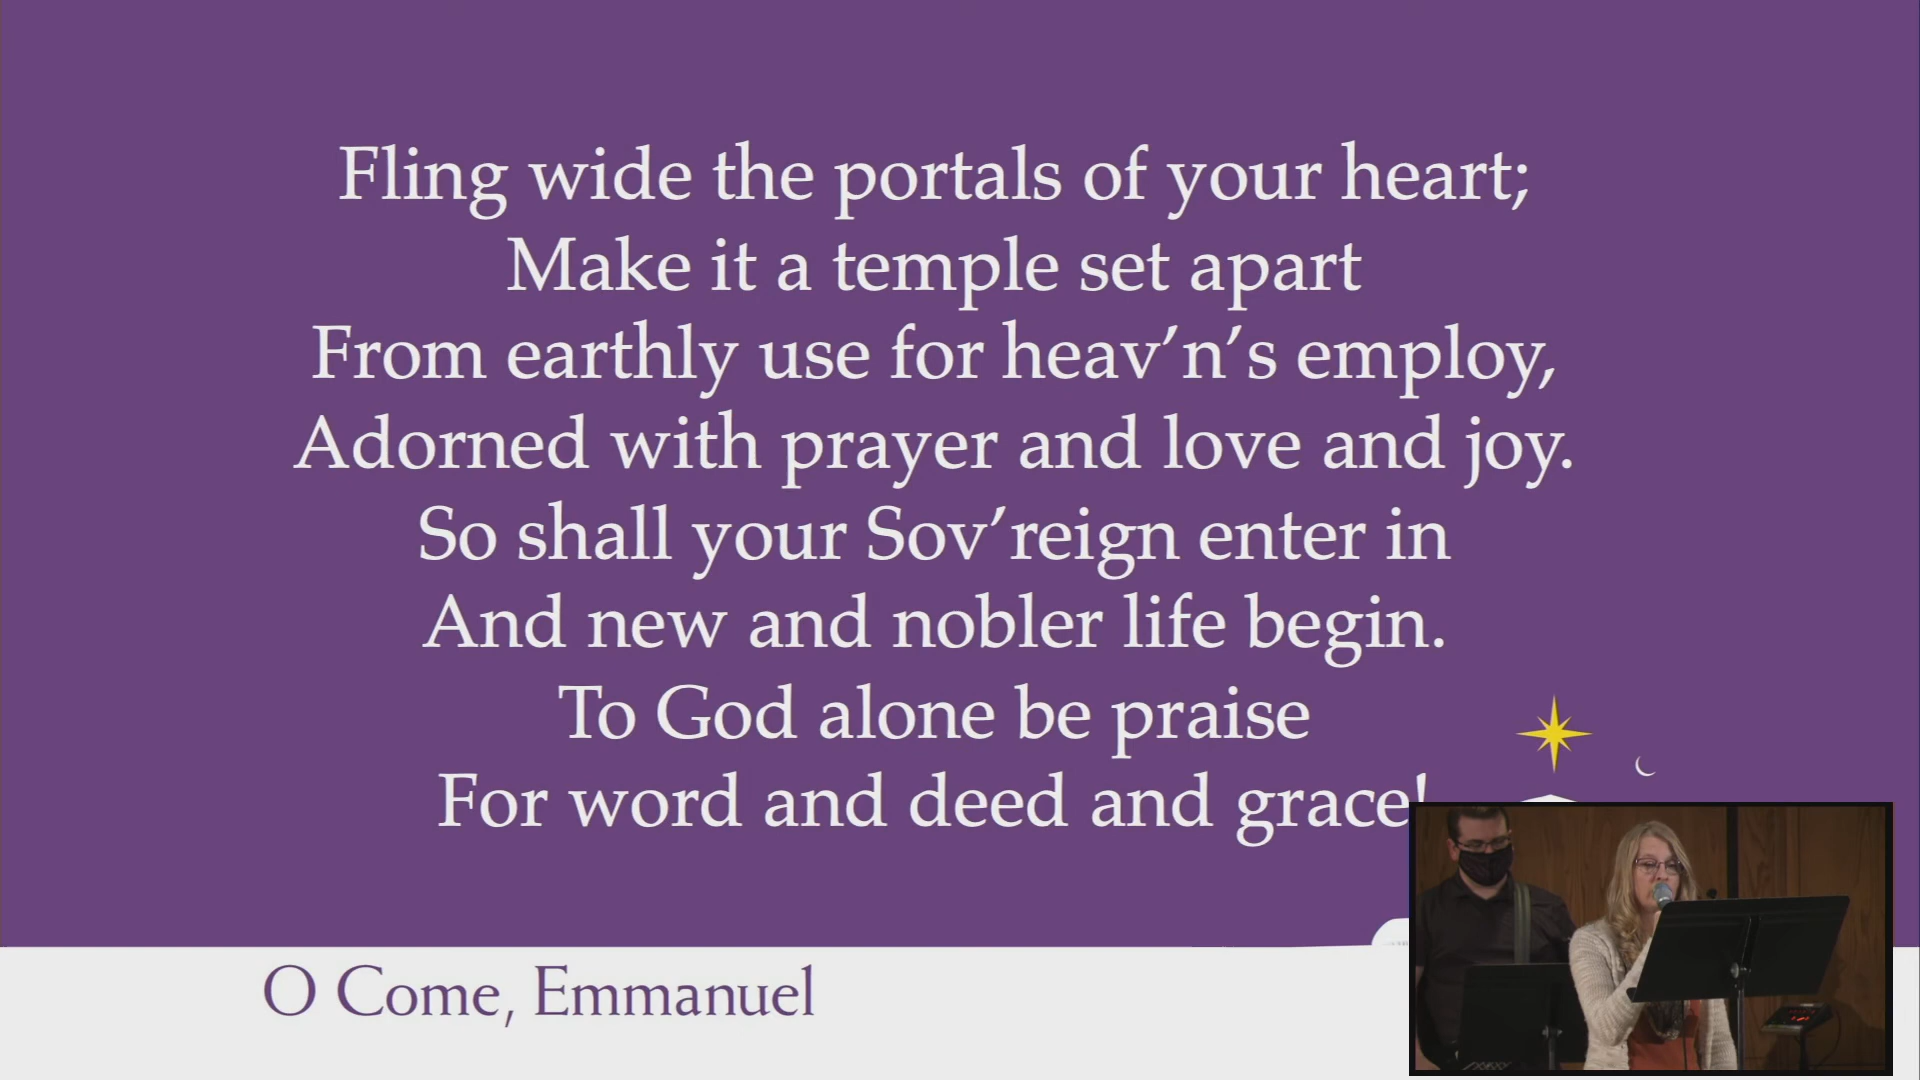 Fling wide the portals of your heart;
Make it a temple set apart
From earthly use for heav’n’s employ,
Adorned with prayer and love and joy.
So shall your Sov’reign enter in
And new and nobler life begin.
To God alone be praise
For word and deed and grace!
O Come, Emmanuel